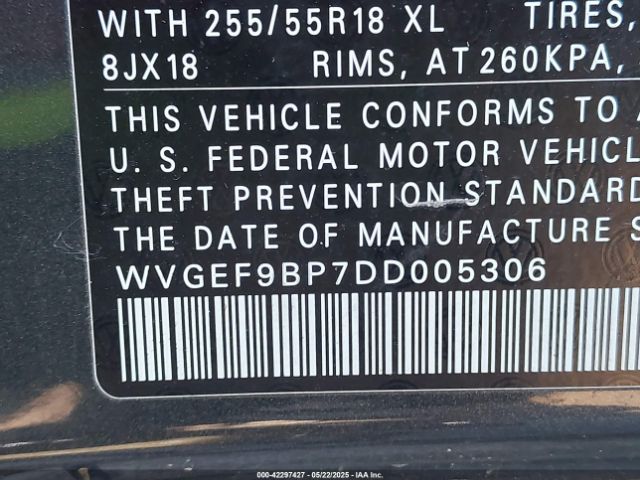 WITH 255/55R18 XL TIRES,
8JX18 RIMS, AT 260KPA,
THIS VEHICLE CONFORMS TO
U. S. FEDERAL MOTOR VEHICL
THEFT PREVENTION STANDARD
THE DATE OF MANUFACTURE S
WVGEF9BP7DD005306
000-42297427 - 05/22/2025 - IAA Inc.